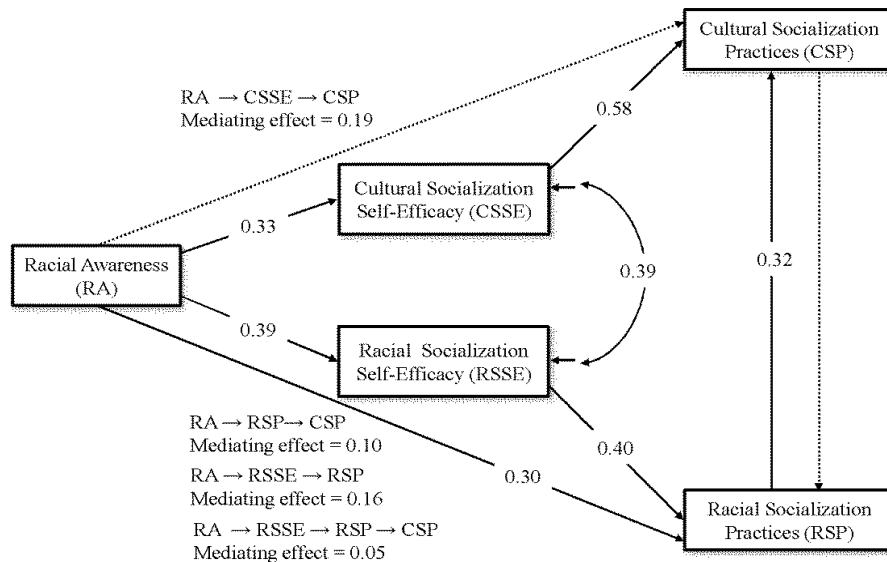 Cultural Socialization
Practices (CSP)
RA → CSSE → CSP
Mediating effect = 0.19
0.58
Cultural Socialization
Self-Efficacy (CSSE)
0.33
Racial Awareness
(RA)
0.39
0.32
0.39
Racial Socialization
Self-Efficacy (RSSE)
RA → RSP → CSP
Mediating effect = 0.10
0.40
RA → RSSE → RSP
Mediating effect = 0.16
0.30
RA → RSSE → RSP → CSP
Mediating effect = 0.05
Racial Socialization
Practices (RSP)